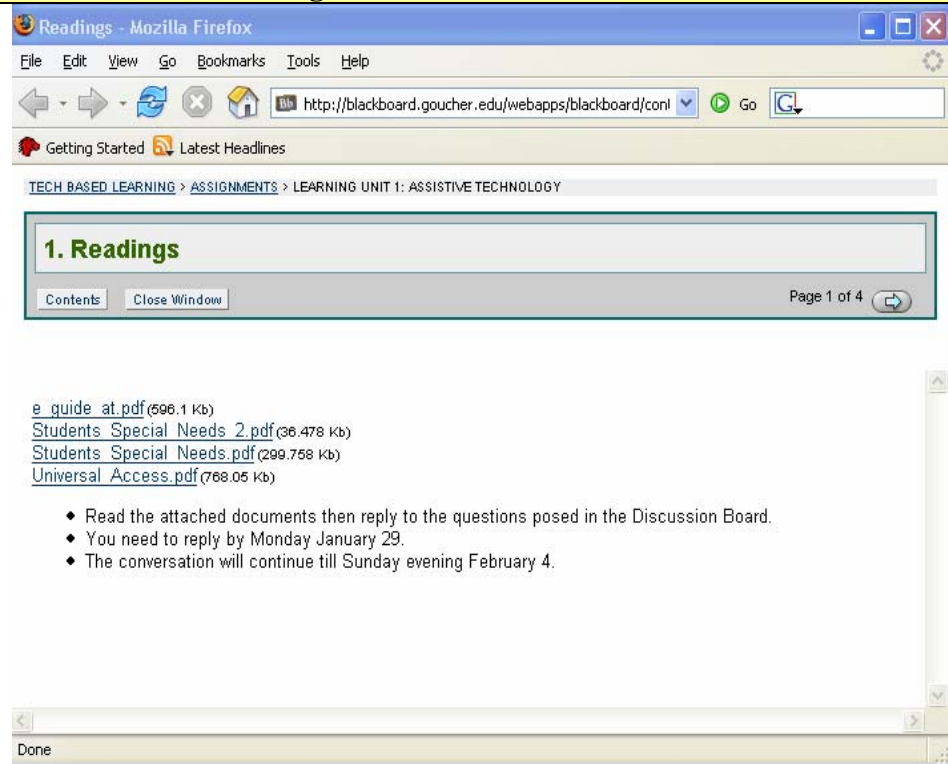 Readings - Mozilla Firefox
File Edit View Go Bookmarks Tools Help
http://blackboard.goucher.edu/webapps/blackboard/cont Go G
Getting Started Latest Headlines
TECH BASED LEARNING > ASSIGNMENTS > LEARNING UNIT 1: ASSISTIVE TECHNOLOGY
1. Readings
Contents Close Window Page 1 of 4
e_guide_at.pdf (596.1 Kb)
Students_Special_Needs_2.pdf (36.478 Kb)
Students_Special_Needs.pdf (299.758 Kb)
Universal_Access.pdf (768.05 Kb)
◆ Read the attached documents then reply to the questions posed in the Discussion Board.
◆ You need to reply by Monday January 29.
◆ The conversation will continue till Sunday evening February 4.
Done